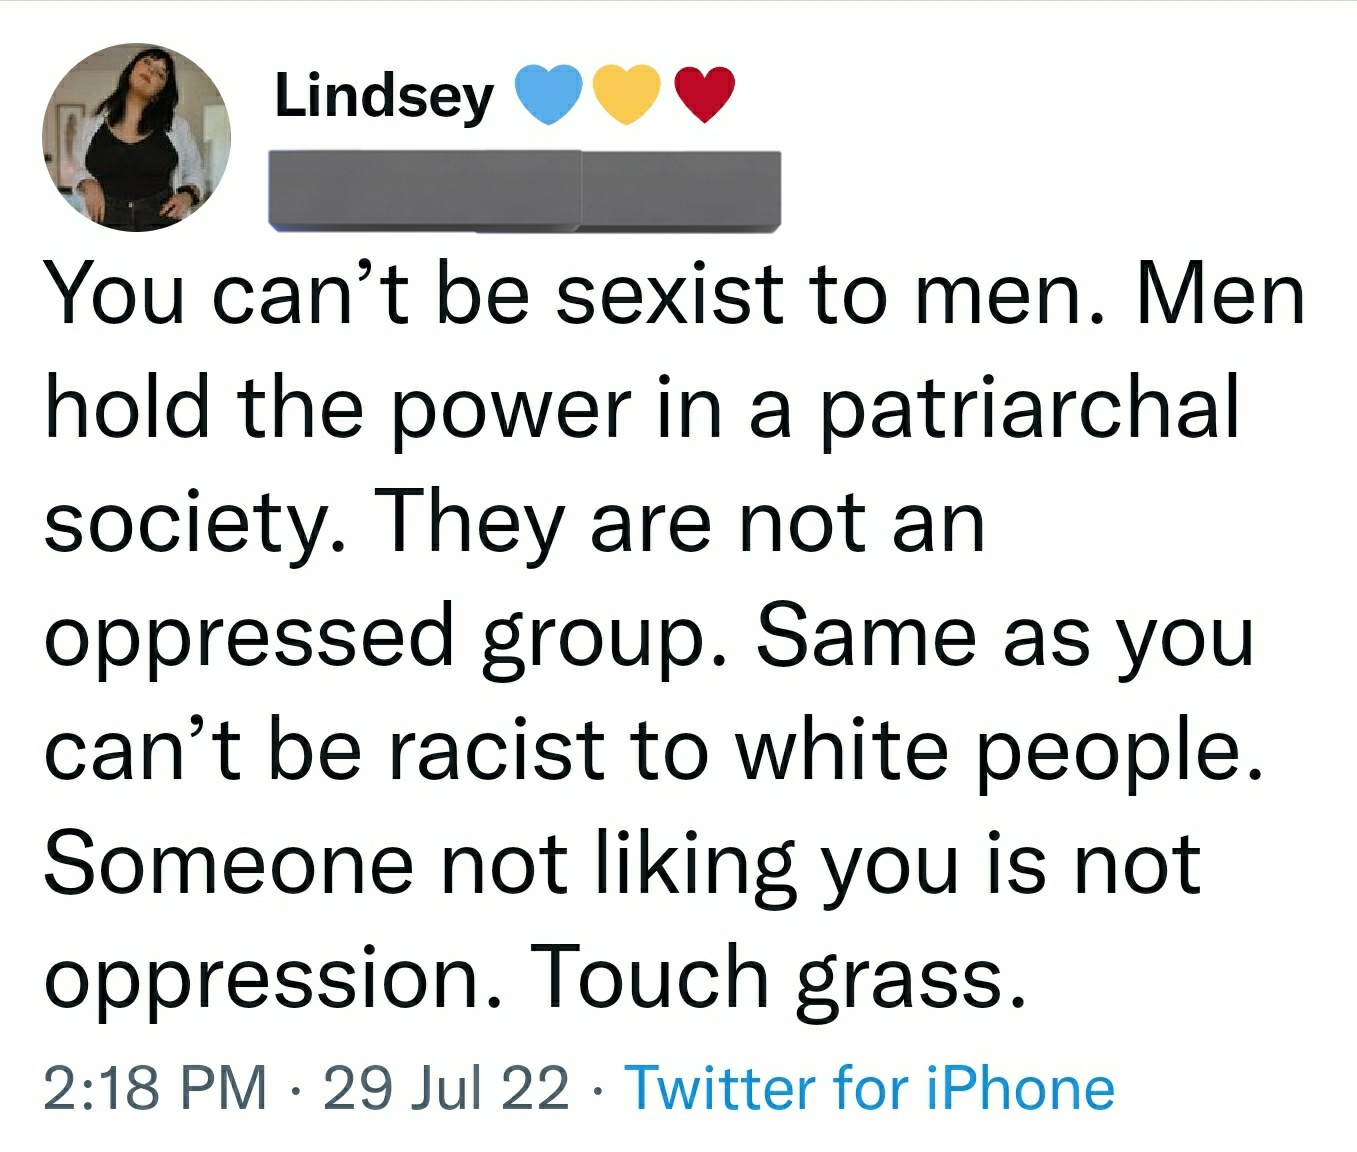 Lindsey 💙💛❤️
You can’t be sexist to men. Men
hold the power in a patriarchal
society. They are not an
oppressed group. Same as you
can’t be racist to white people.
Someone not liking you is not
oppression. Touch grass.
2:18 PM · 29 Jul 22 · Twitter for iPhone